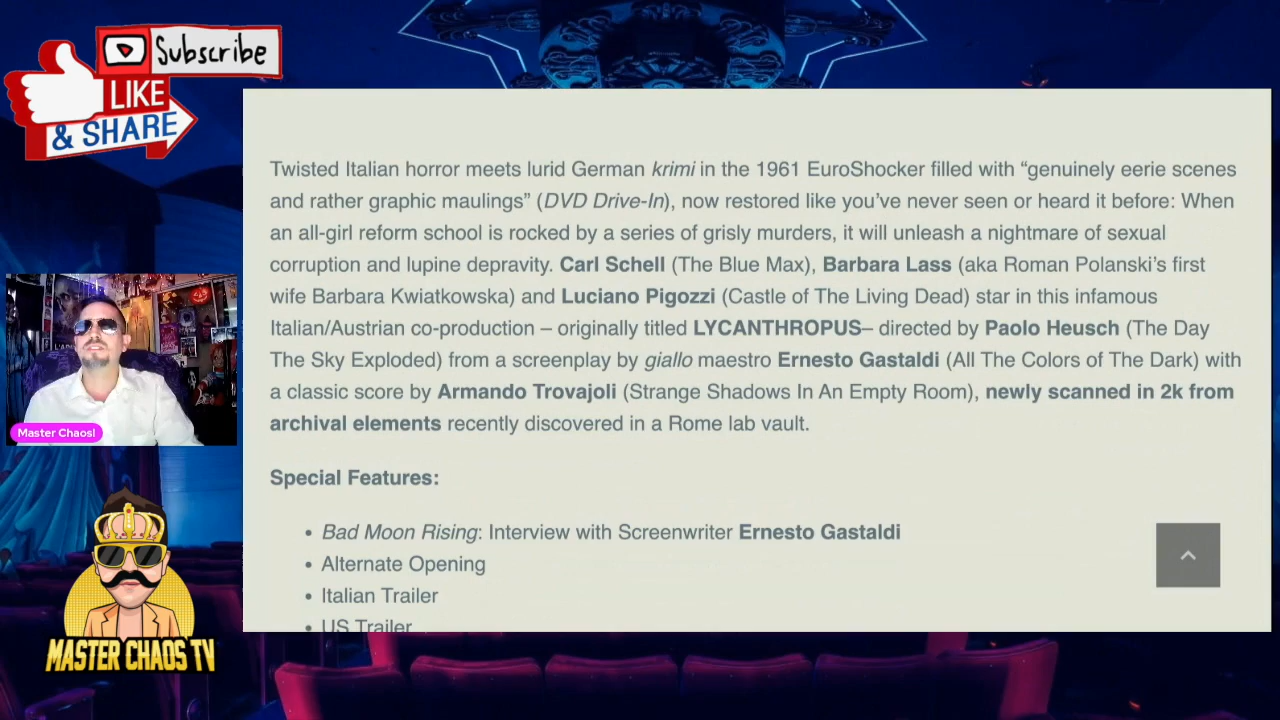 Subscribe
LIKE
& SHARE
Twisted Italian horror meets lurid German krimi in the 1961 EuroShocker filled with “genuinely eerie scenes
and rather graphic maulings” (DVD Drive-In), now restored like you’ve never seen or heard it before: When
an all-girl reform school is rocked by a series of grisly murders, it will unleash a nightmare of sexual
corruption and lupine depravity. Carl Schell (The Blue Max), Barbara Lass (aka Roman Polanski’s first
wife Barbara Kwiatkowska) and Luciano Pigozzi (Castle of The Living Dead) star in this infamous
Italian/Austrian co-production – originally titled LYCANTHROPUS– directed by Paolo Heusch (The Day
The Sky Exploded) from a screenplay by giallo maestro Ernesto Gastaldi (All The Colors of The Dark) with
a classic score by Armando Trovajoli (Strange Shadows In An Empty Room), newly scanned in 2k from
archival elements recently discovered in a Rome lab vault.
Special Features:
• Bad Moon Rising: Interview with Screenwriter Ernesto Gastaldi
• Alternate Opening
• Italian Trailer
• US Trailer
Master Chaos!
MASTER CHAOS TV